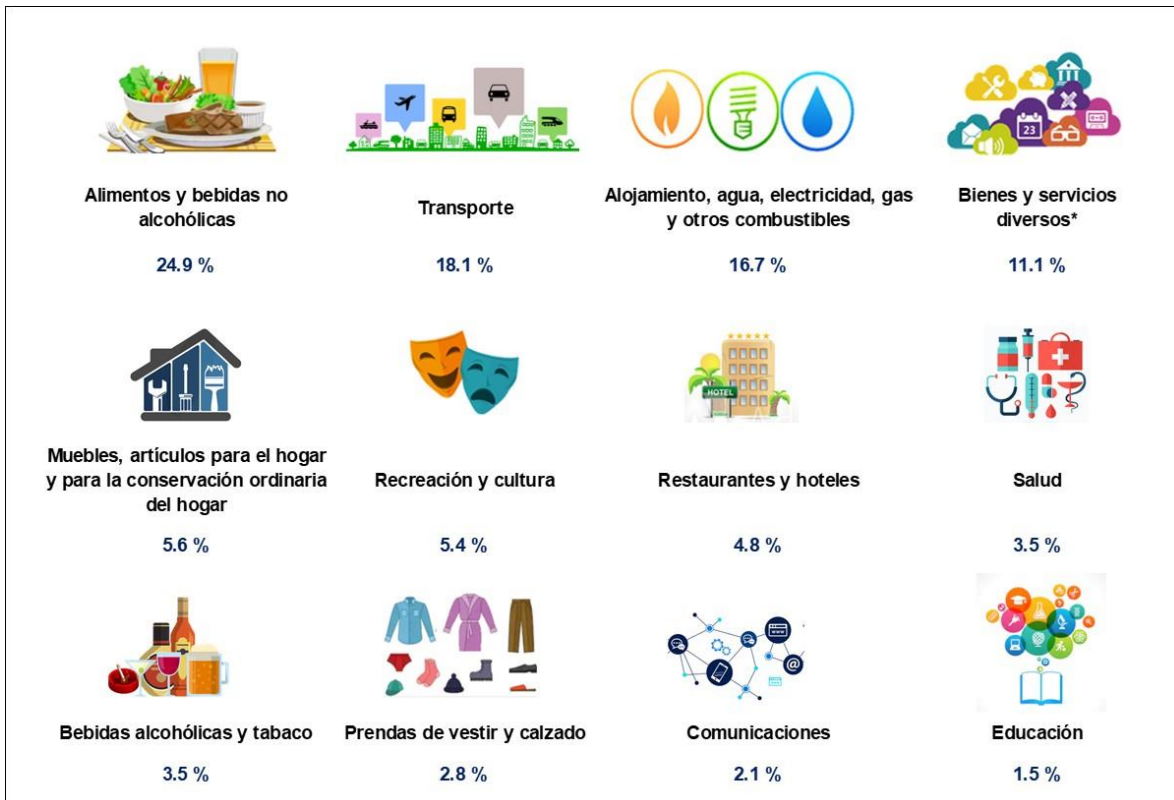 Alimentos y bebidas no
alcohólicas
24.9 %
Transporte
18.1 %
Alojamiento, agua, electricidad, gas
y otros combustibles
16.7 %
23
Bienes y servicios
diversos*
11.1 %
Muebles, artículos para el hogar
y para la conservación ordinaria
del hogar
5.6 %
Recreación y cultura
5.4 %
HOTEL
Restaurantes y hoteles
4.8 %
Salud
3.5 %
Bebidas alcohólicas y tabaco
3.5 %
Prendas de vestir y calzado
2.8 %
@
Comunicaciones
2.1 %
Educación
1.5 %